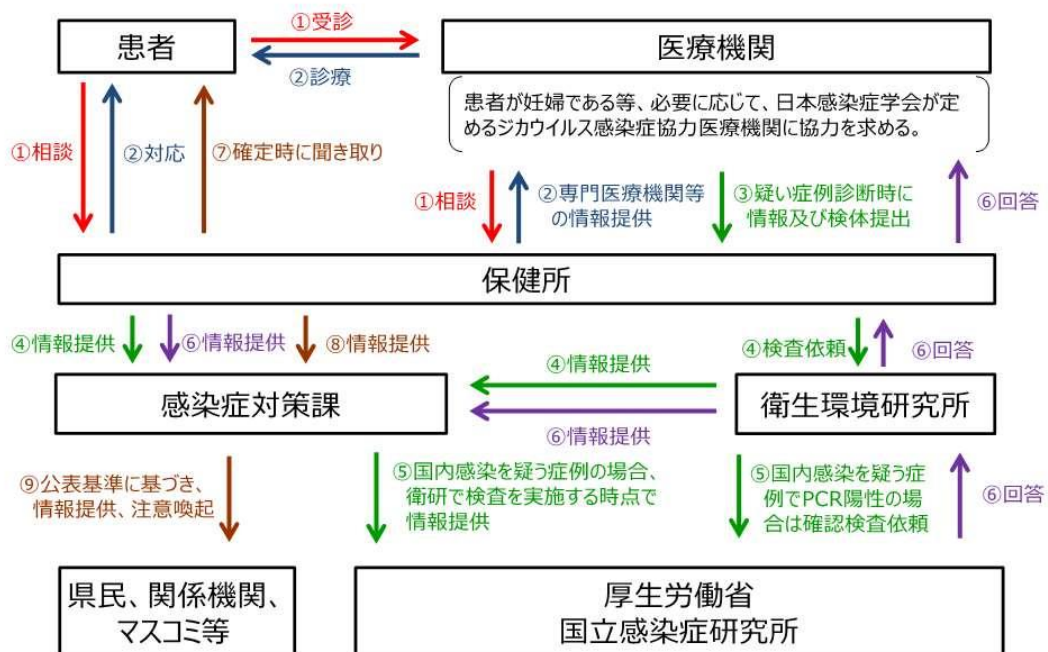 ①受診
患者
医療機関
②診療
患者が妊婦である等、必要に応じて、日本感染症学会が定
めるジカウイルス感染症協力医療機関に協力を求める。
①相談
②対応
⑦確定時に聞き取り
①相談
②専門医療機関等
の情報提供
③疑い症例診断時に
情報及び検体提出
⑥回答
保健所
④情報提供
⑥情報提供
⑧情報提供
④検査依頼
⑥回答
④情報提供
感染症対策課
衛生環境研究所
⑥情報提供
⑨公表基準に基づき、
情報提供、注意喚起
⑤国内感染を疑う症例の場合、
衛研で検査を実施する時点で
情報提供
⑤国内感染を疑う症
例でPCR陽性の場
合は確認検査依頼
⑥回答
県民、関係機関、
マスコミ等
厚生労働省
国立感染症研究所